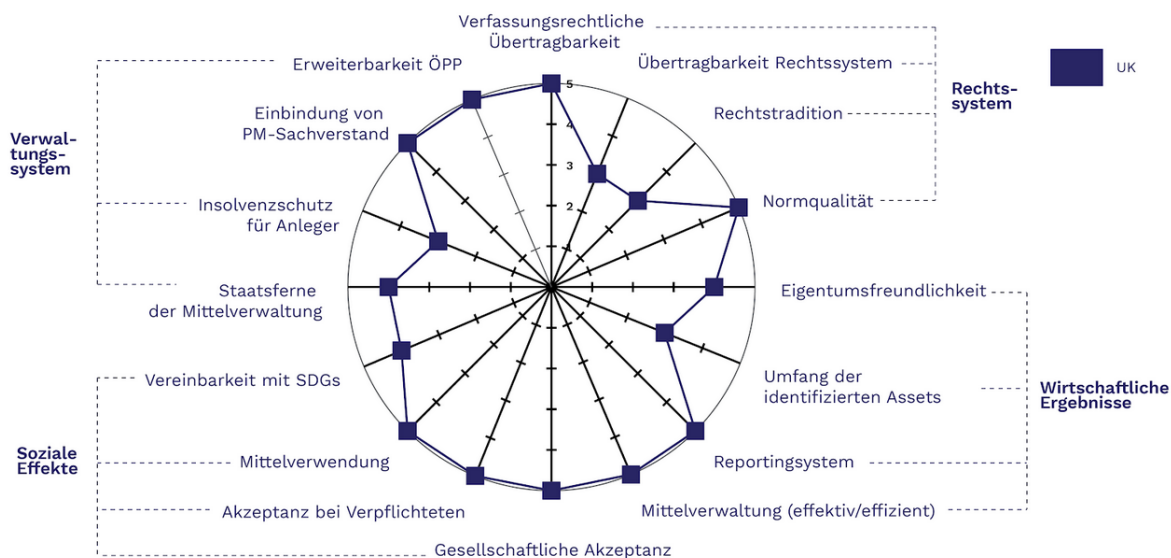 Verfassungsrechtliche
Übertragbarkeit
Erweiterbarkeit ÖPP
Übertragbarkeit Rechtssystem
UK
Rechts-
system
Einbindung von
PM-Sachverstand
Rechtstradition
Verwal-
tungs-
system
Insolvenzschutz
für Anleger
Normqualität
5
4
3
2
1
Staatsferne
der Mittelverwaltung
Eigentumsfreundlichkeit
Vereinbarkeit mit SDGs
Umfang der
identifizierten Assets
Wirtschaftliche
Ergebnisse
Soziale
Effekte
Mittelverwendung
Reportingsystem
Akzeptanz bei Verpflichteten
Mittelverwaltung (effektiv/effizient)
Gesellschaftliche Akzeptanz